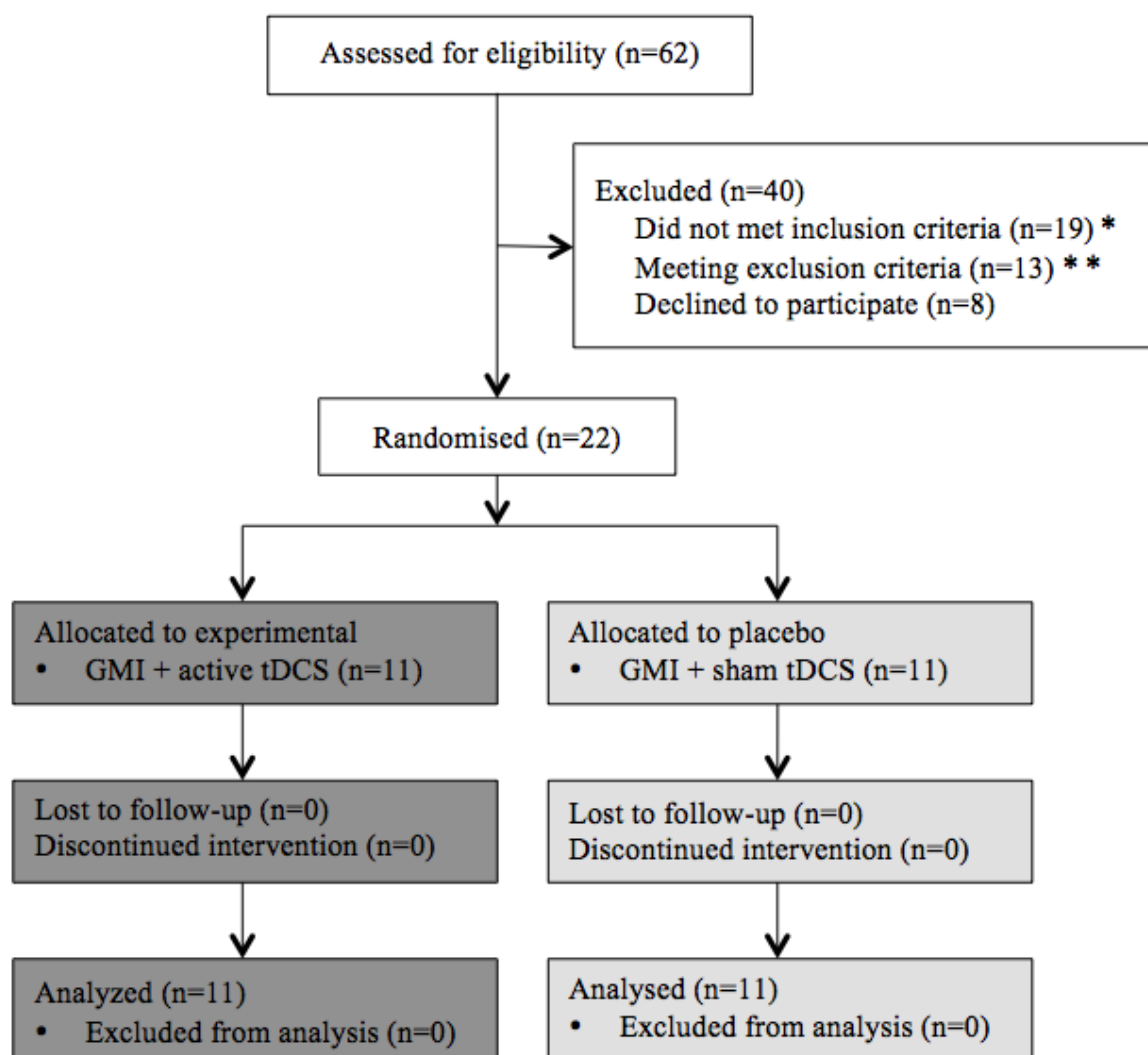 Assessed for eligibility (n=62)
Excluded (n=40)
Did not met inclusion criteria (n=19) *
Meeting exclusion criteria (n=13) * *
Declined to participate (n=8)
Randomised (n=22)
Allocated to experimental
• GMI + active tDCS (n=11)
Allocated to placebo
• GMI + sham tDCS (n=11)
Lost to follow-up (n=0)
Discontinued intervention (n=0)
Lost to follow-up (n=0)
Discontinued intervention (n=0)
Analyzed (n=11)
• Excluded from analysis (n=0)
Analysed (n=11)
• Excluded from analysis (n=0)